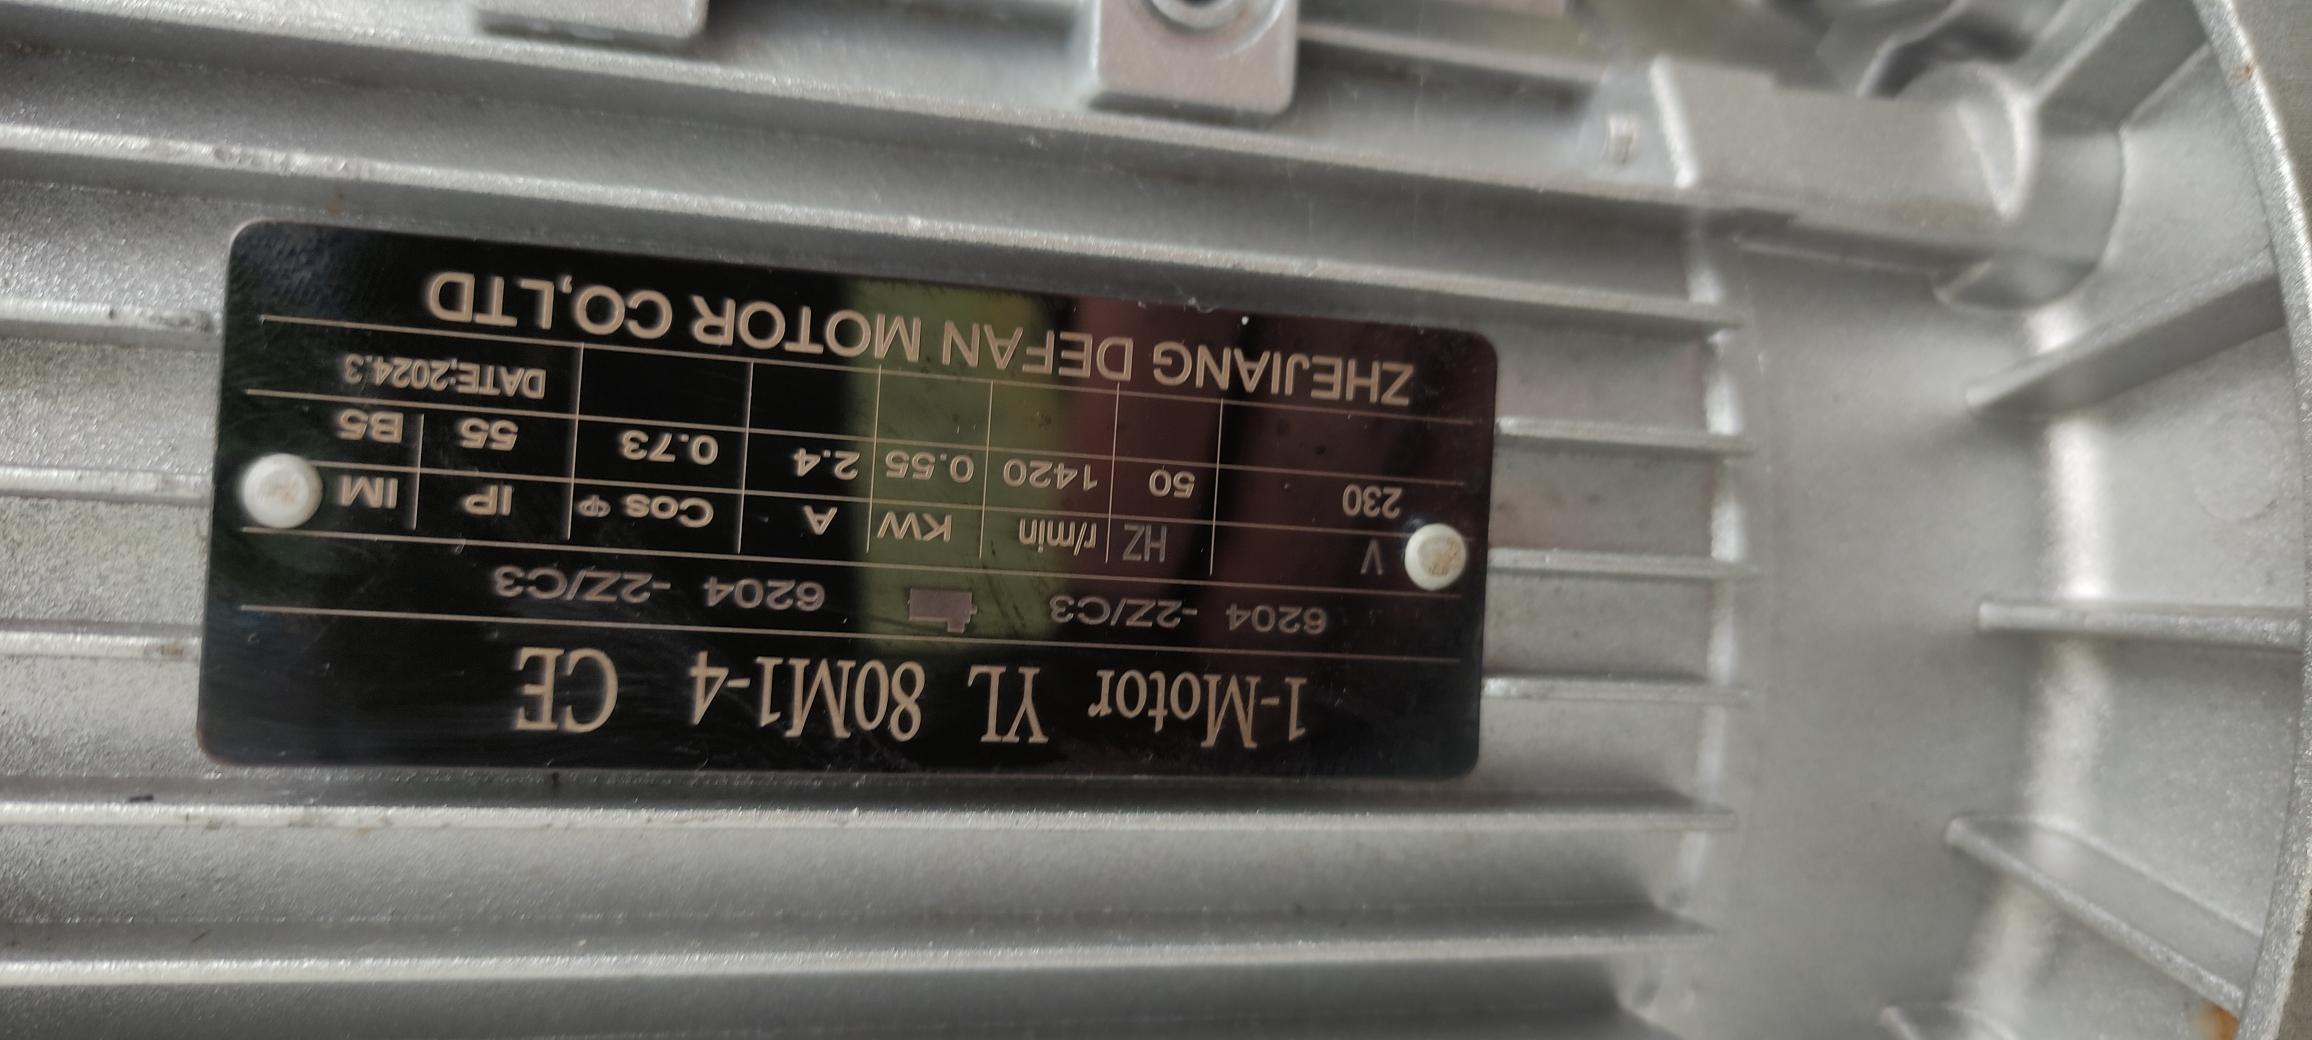 1-Motor YL 80M1-4 CE
6204 -2Z/C3 6204 -2Z/C3
V HZ r/min KW A Cosφ IP IM
230 50 1420 0.55 2.4 0.73 55 B5
DATE;2024.3
ZHEJIANG DEFAN MOTOR CO,LTD